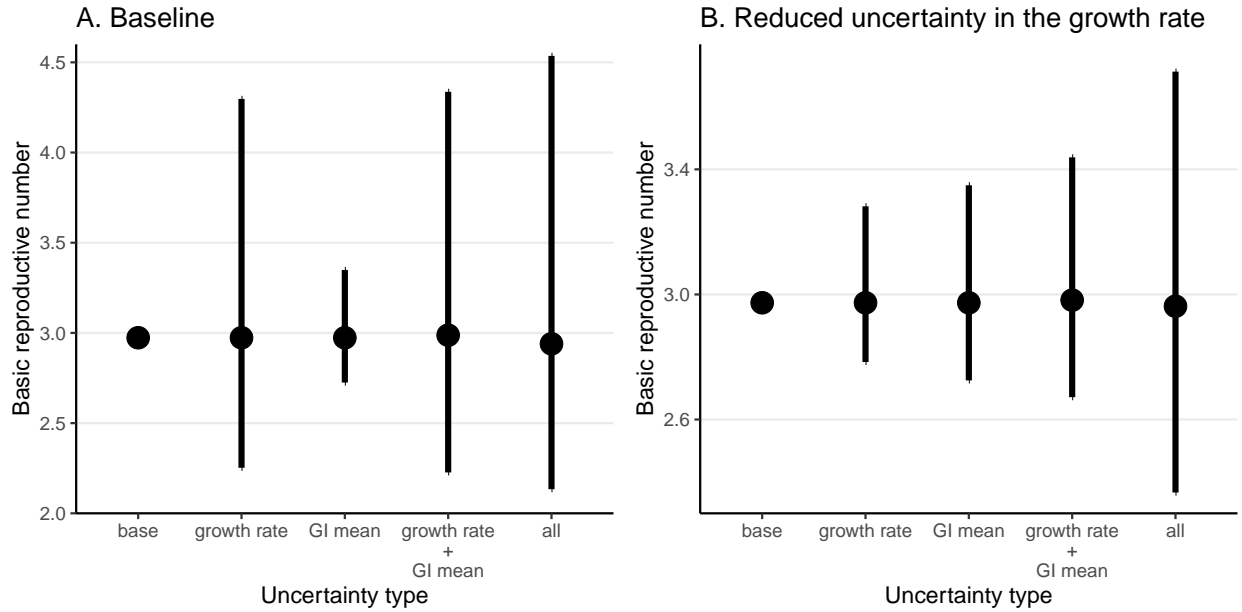 A. Baseline
Basic reproductive number
4.5
4.0
3.5
3.0
2.5
2.0
base
growth rate
GI mean
growth rate
+
GI mean
all
Uncertainty type
B. Reduced uncertainty in the growth rate
Basic reproductive number
3.4
3.0
2.6
base
growth rate
GI mean
growth rate
+
GI mean
all
Uncertainty type